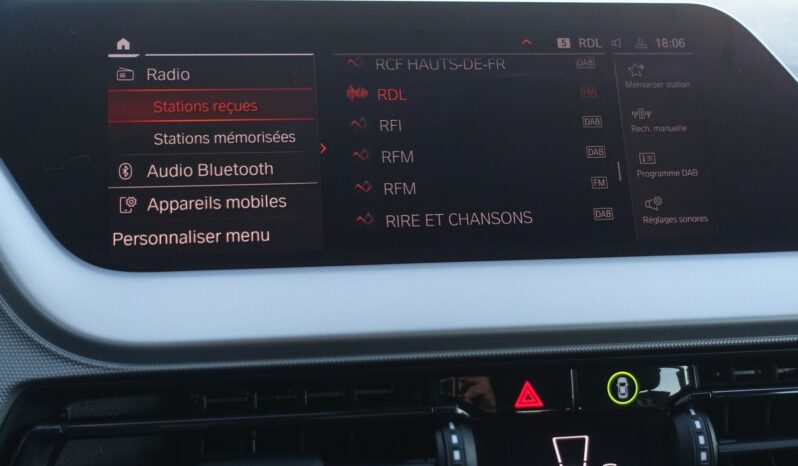 5 RDL 18:06
Radio
Stations reçues
Stations mémorisées
Audio Bluetooth
Appareils mobiles
Personnaliser menu
RCF HAUTS-DE-FR DAB
RDL FM
RFI DAB
RFM DAB
RFM FM
RIRE ET CHANSONS DAB
Mémoriser station
Rech. manuelle
Programme DAB
Réglages sonores